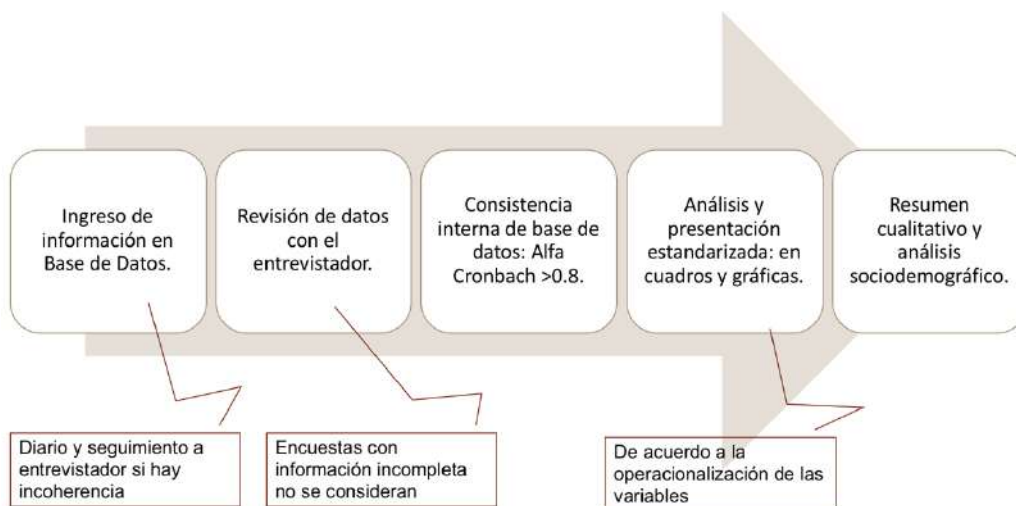 Ingreso de
información en
Base de Datos.
Revisión de datos
con el
entrevistador.
Consistencia
interna de base de
datos: Alfa
Cronbach >0.8.
Análisis y
presentación
estandarizada: en
cuadros y gráficas.
Resumen
cualitativo y
análisis
sociodemográfico.
Diario y seguimiento a
entrevistador si hay
incoherencia
Encuestas con
información incompleta
no se consideran
De acuerdo a la
operacionalización de las
variables